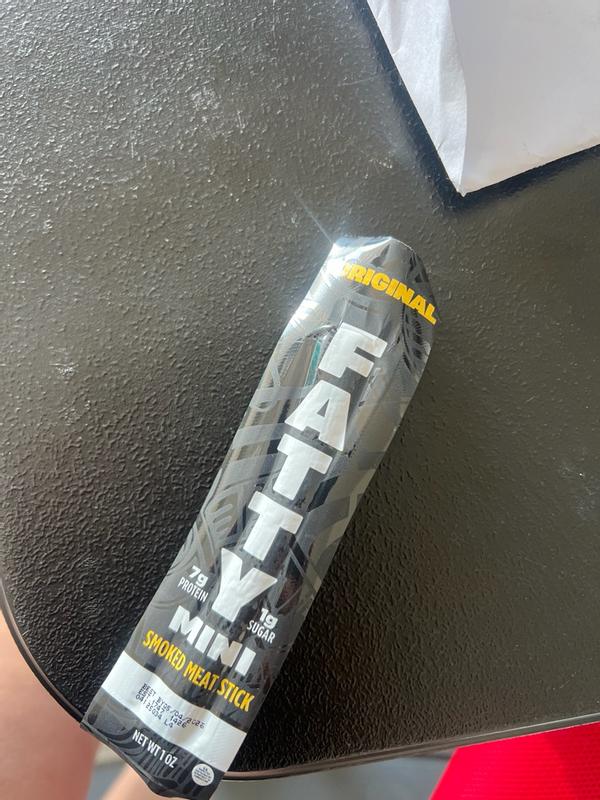 ORIGINAL
FATTY
7g
PROTEIN
1g
SUGAR
MINI
SMOKED MEAT STICK
NET WT 1 OZ